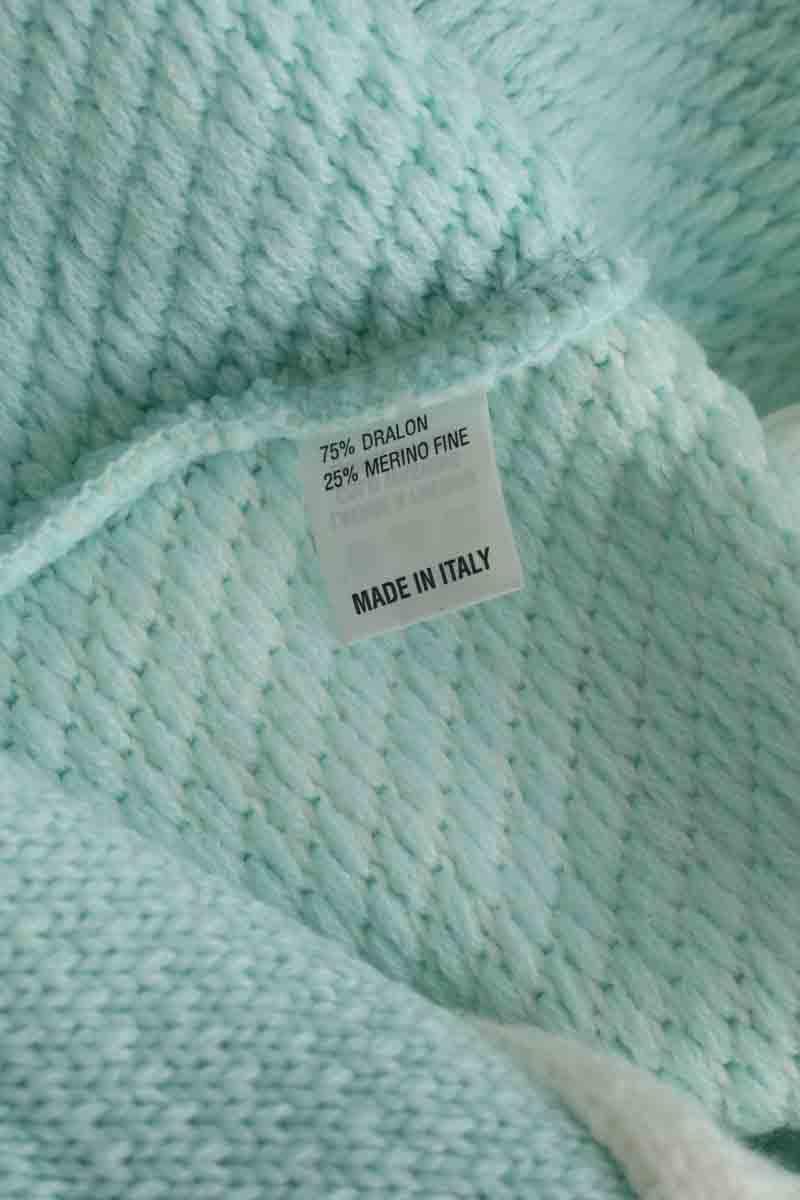 75% DRALON
25% MERINO FINE
MADE IN ITALY